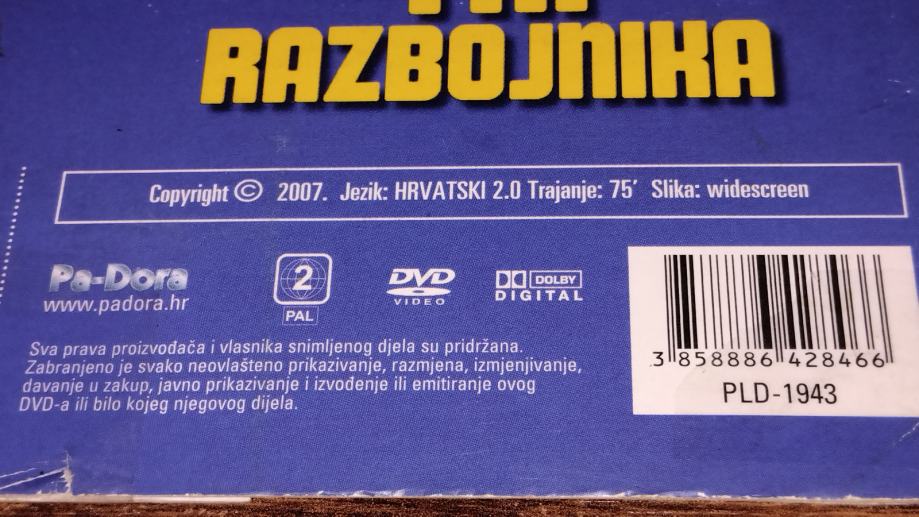 RAZBOJNIKA
Copyright © 2007. Jezik: HRVATSKI 2.0 Trajanje: 75' Slika: widescreen
Pa-Dora
www.padora.hr
2
PAL
DVD
VIDEO
DOLBY
DIGITAL
3 858886 428466
PLD-1943
Sva prava proizvođača i vlasnika snimljenog djela su pridržana.
Zabranjeno je svako neovlašteno prikazivanje, razmjena, izmjenjivanje,
davanje u zakup, javno prikazivanje i izvođenje ili emitiranje ovog
DVD-a ili bilo kojeg njegovog dijela.